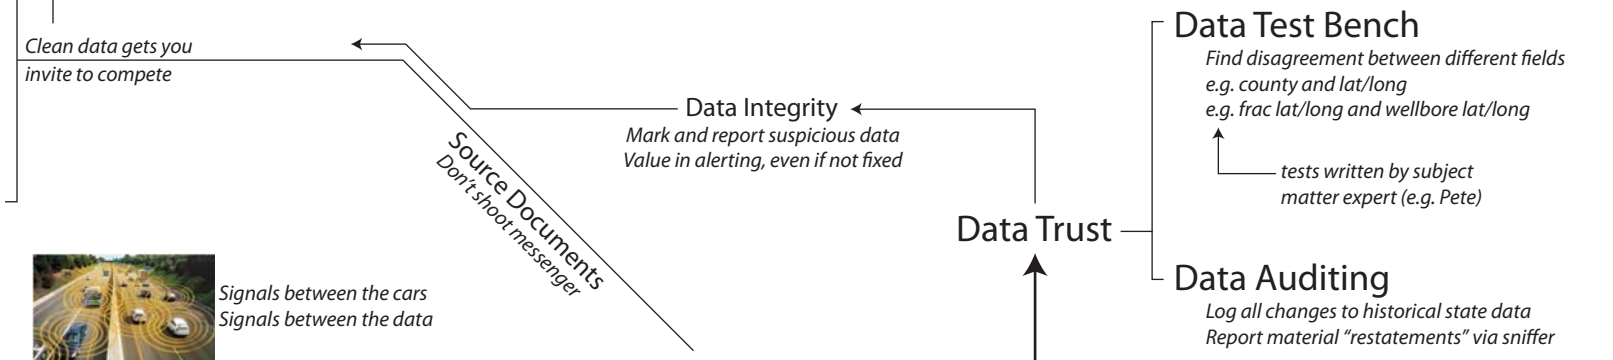 Clean data gets you
invite to compete
Data Integrity
Mark and report suspicious data
Value in alerting, even if not fixed
Source Documents
Don't shoot messenger
Data Trust
Data Test Bench
Find disagreement between different fields
e.g. county and lat/long
e.g. frac lat/long and wellbore lat/long
tests written by subject
matter expert (e.g. Pete)
Data Auditing
Log all changes to historical state data
Report material “restatements” via sniffer
Signals between the cars
Signals between the data